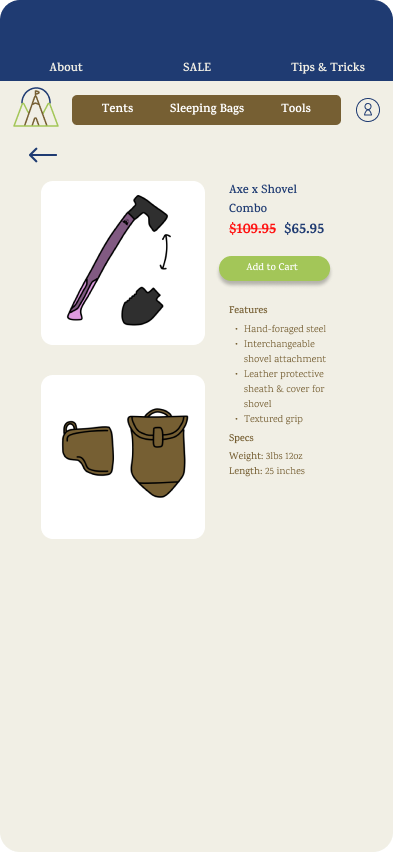 About SALE Tips & Tricks
Tents Sleeping Bags Tools
Axe x Shovel
Combo
$109.95 $65.95
Add to Cart
Features
• Hand-foraged steel
• Interchangeable
shovel attachment
• Leather protective
sheath & cover for
shovel
• Textured grip
Specs
Weight: 3lbs 12oz
Length: 25 inches